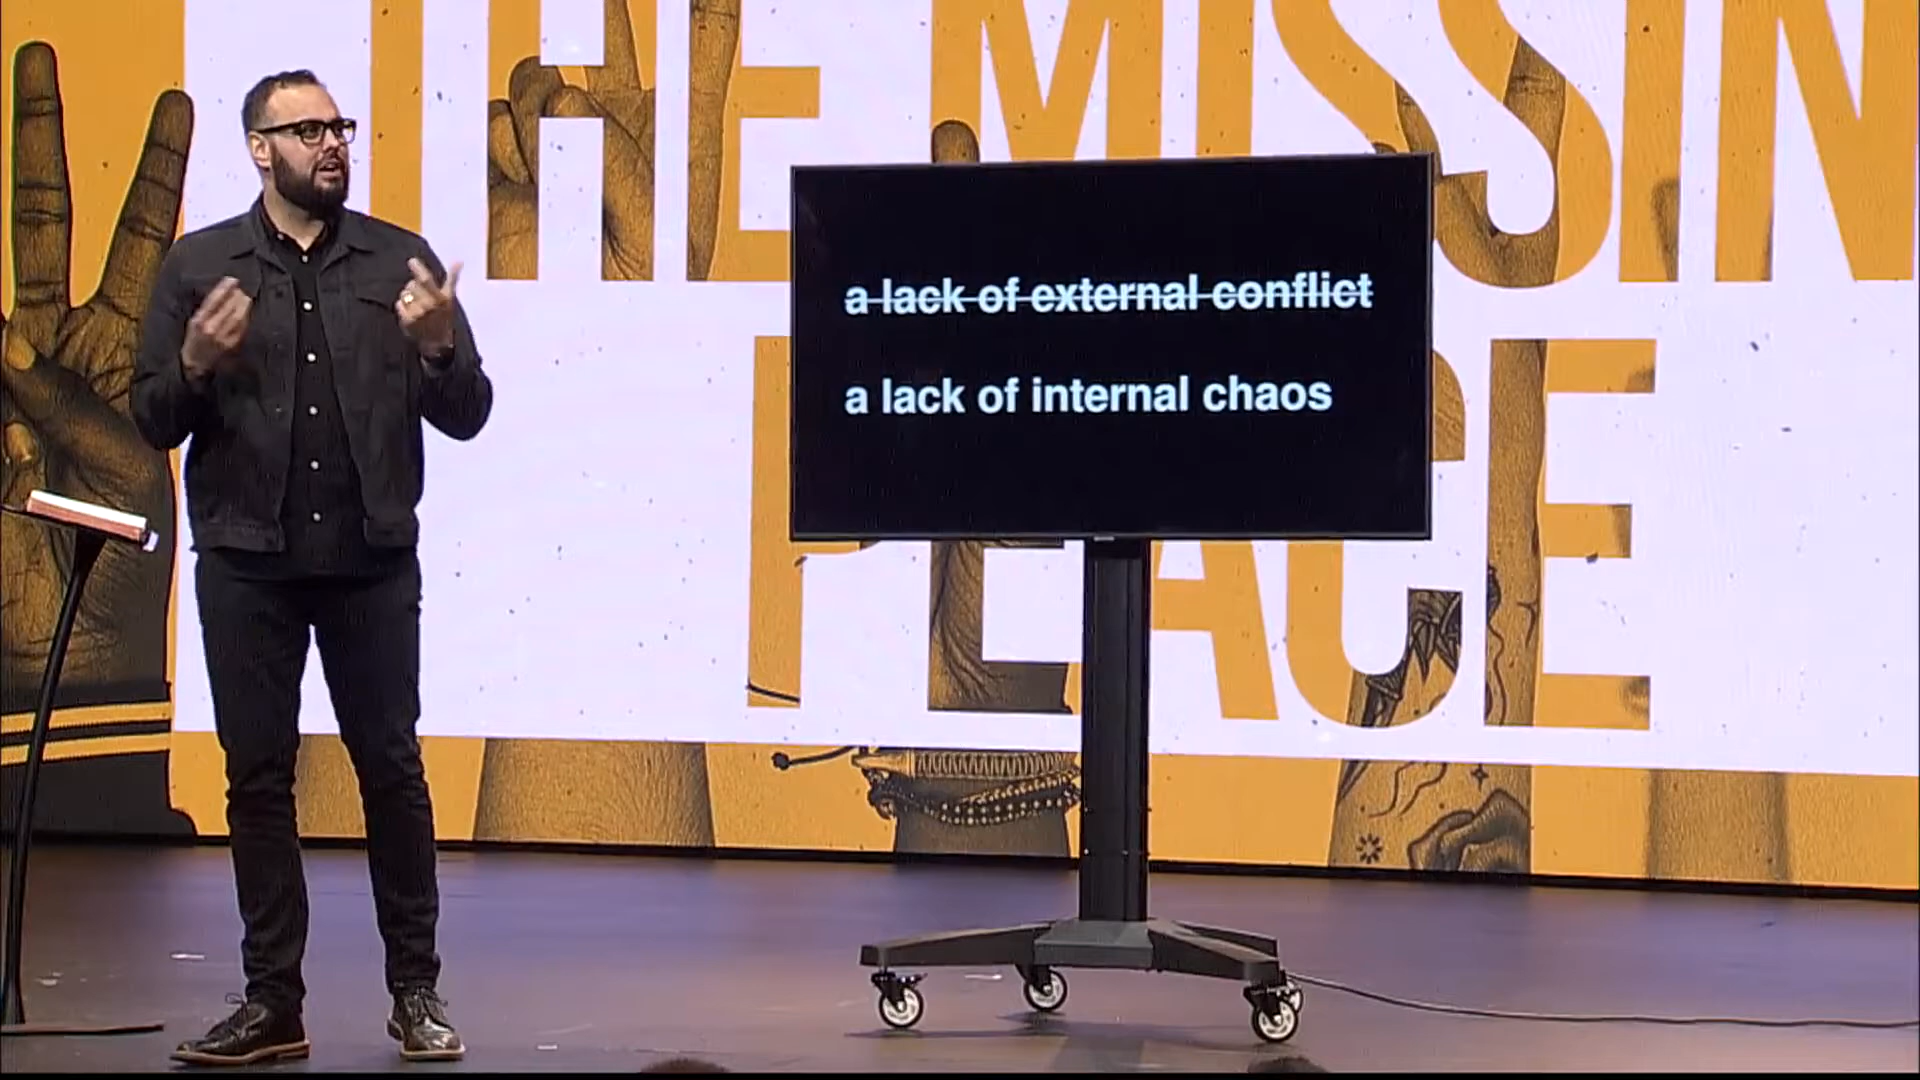 THE MISSIN
PEACE
a lack of external conflict
a lack of internal chaos